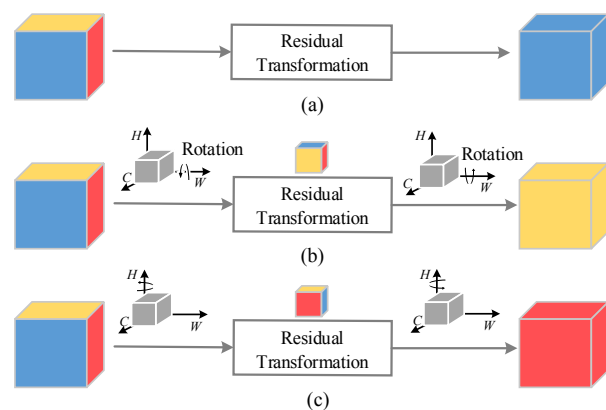 Residual
Transformation
(a)
H
Rotation
C
W
Residual
Transformation
H
Rotation
C
W
(b)
H
C
W
Residual
Transformation
H
C
W
(c)